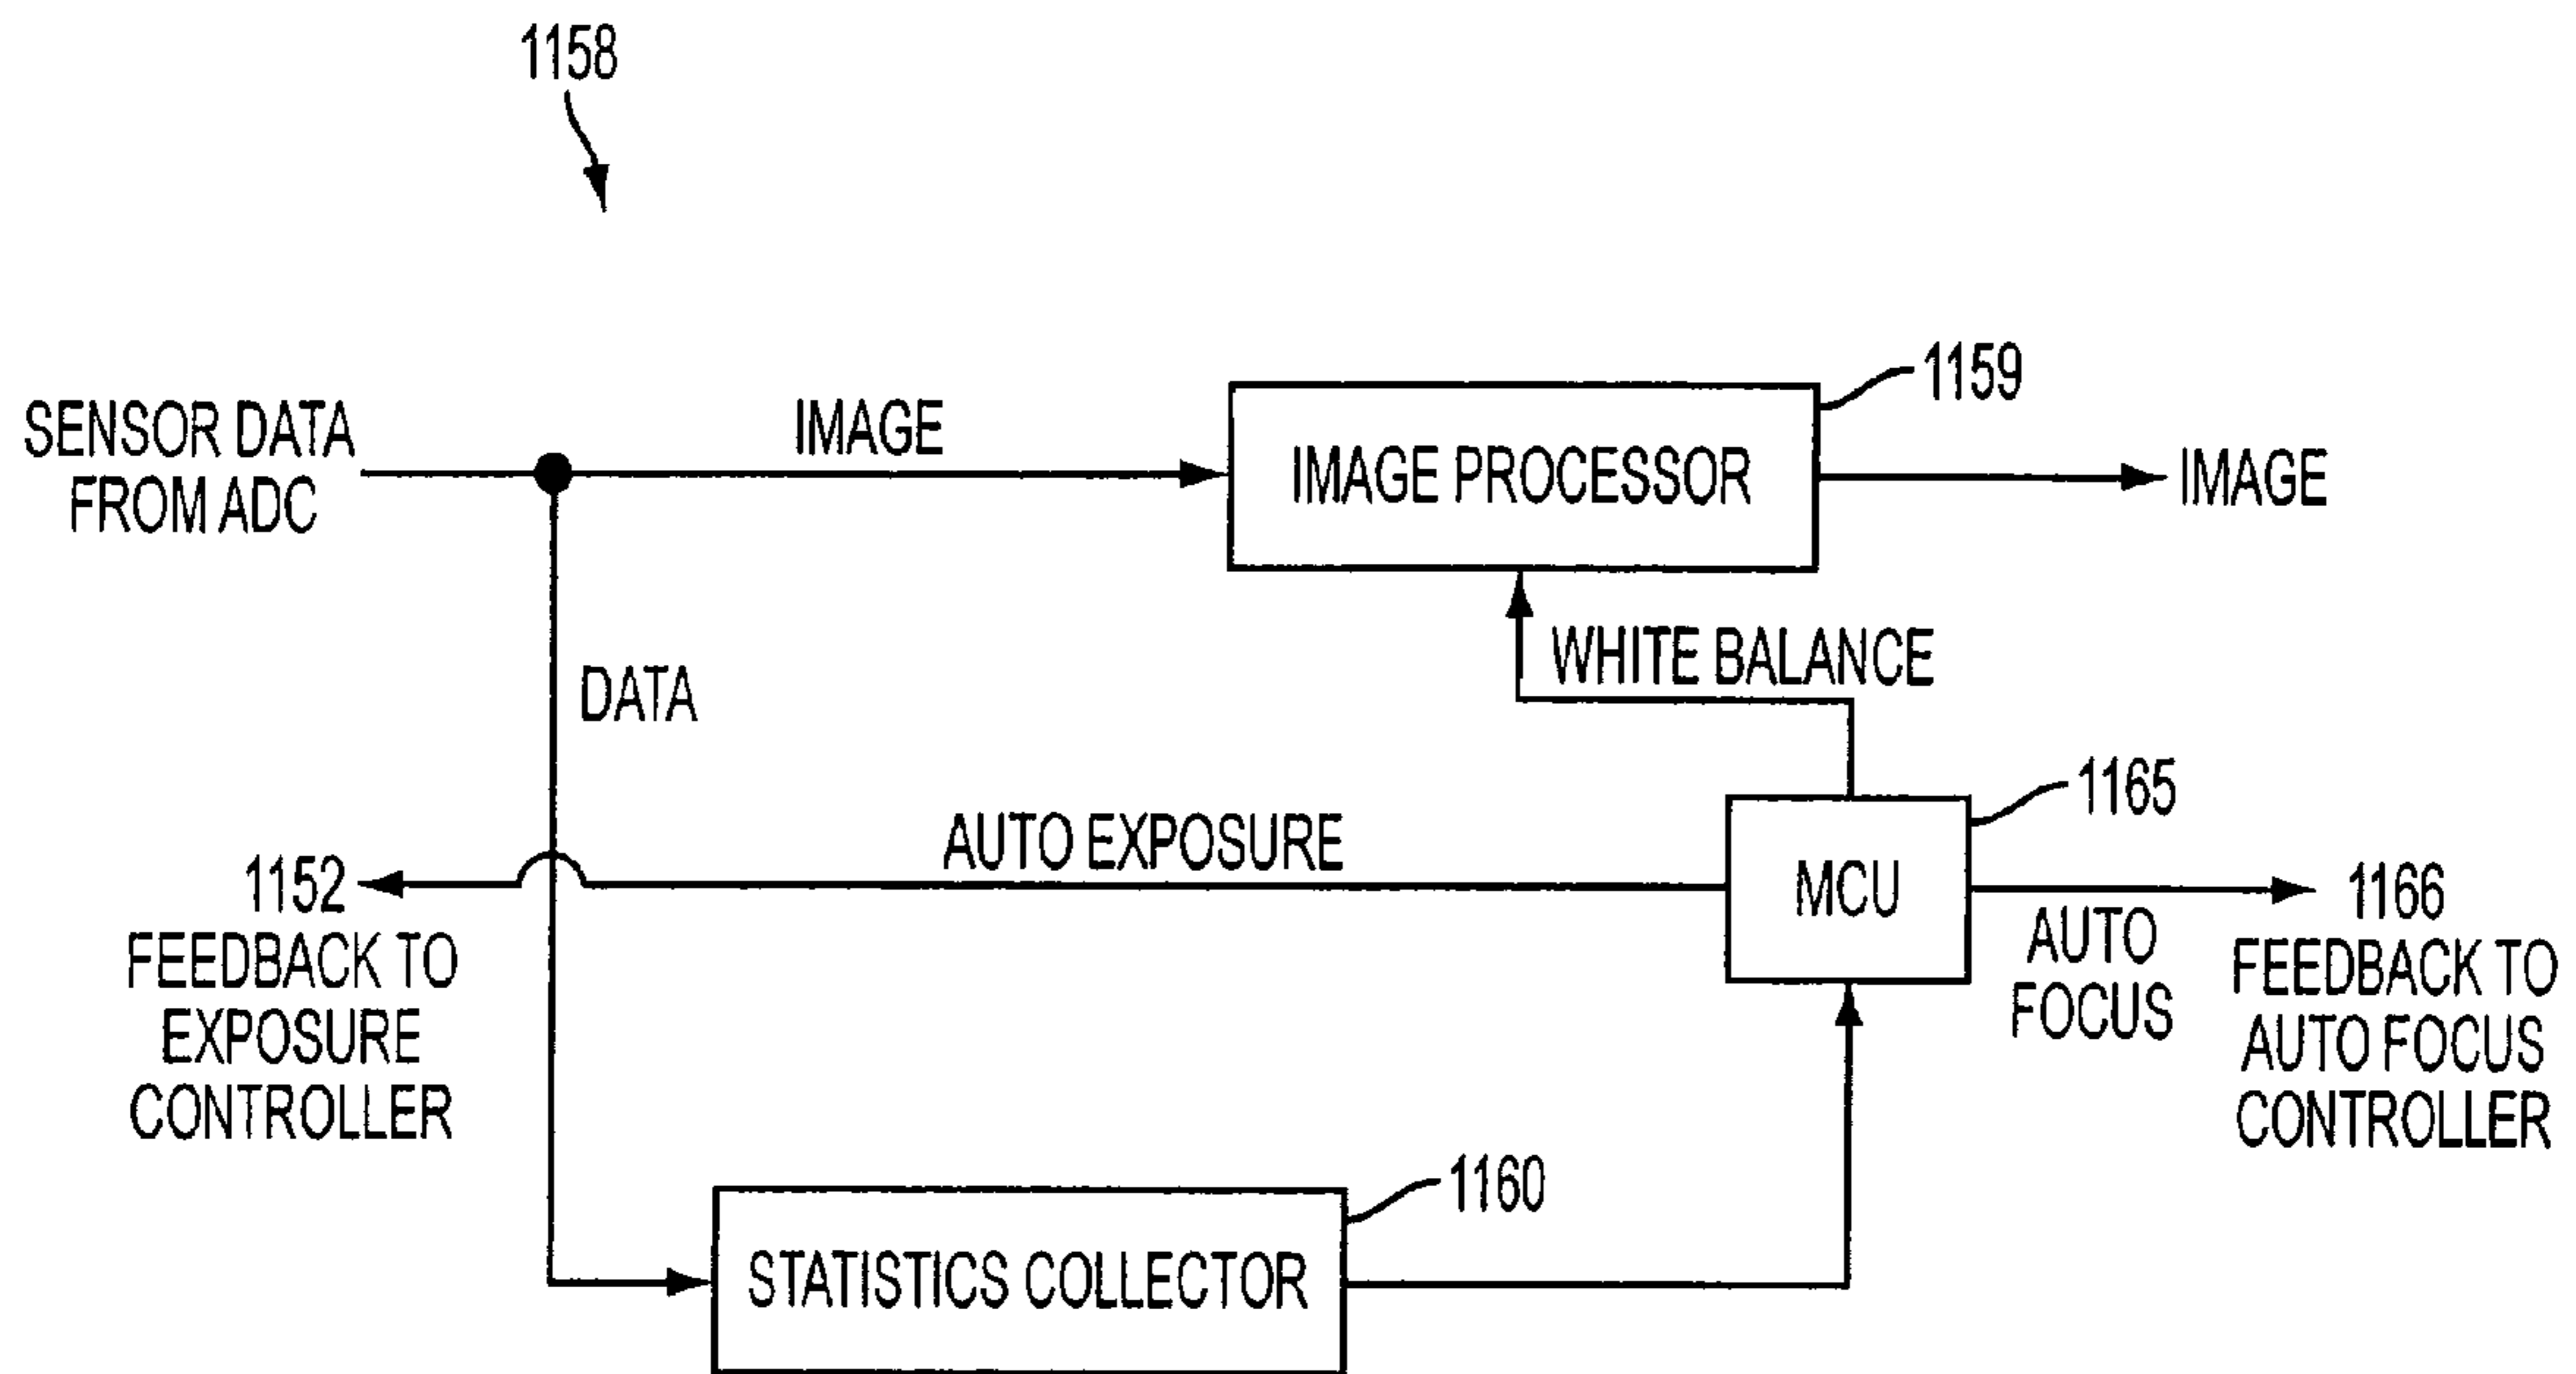 1158
1159
SENSOR DATA
FROM ADC
IMAGE
IMAGE PROCESSOR
IMAGE
WHITE BALANCE
DATA
1165
AUTO EXPOSURE
MCU
1152
FEEDBACK TO
EXPOSURE
CONTROLLER
AUTO
FOCUS
1166
FEEDBACK TO
AUTO FOCUS
CONTROLLER
1160
STATISTICS COLLECTOR